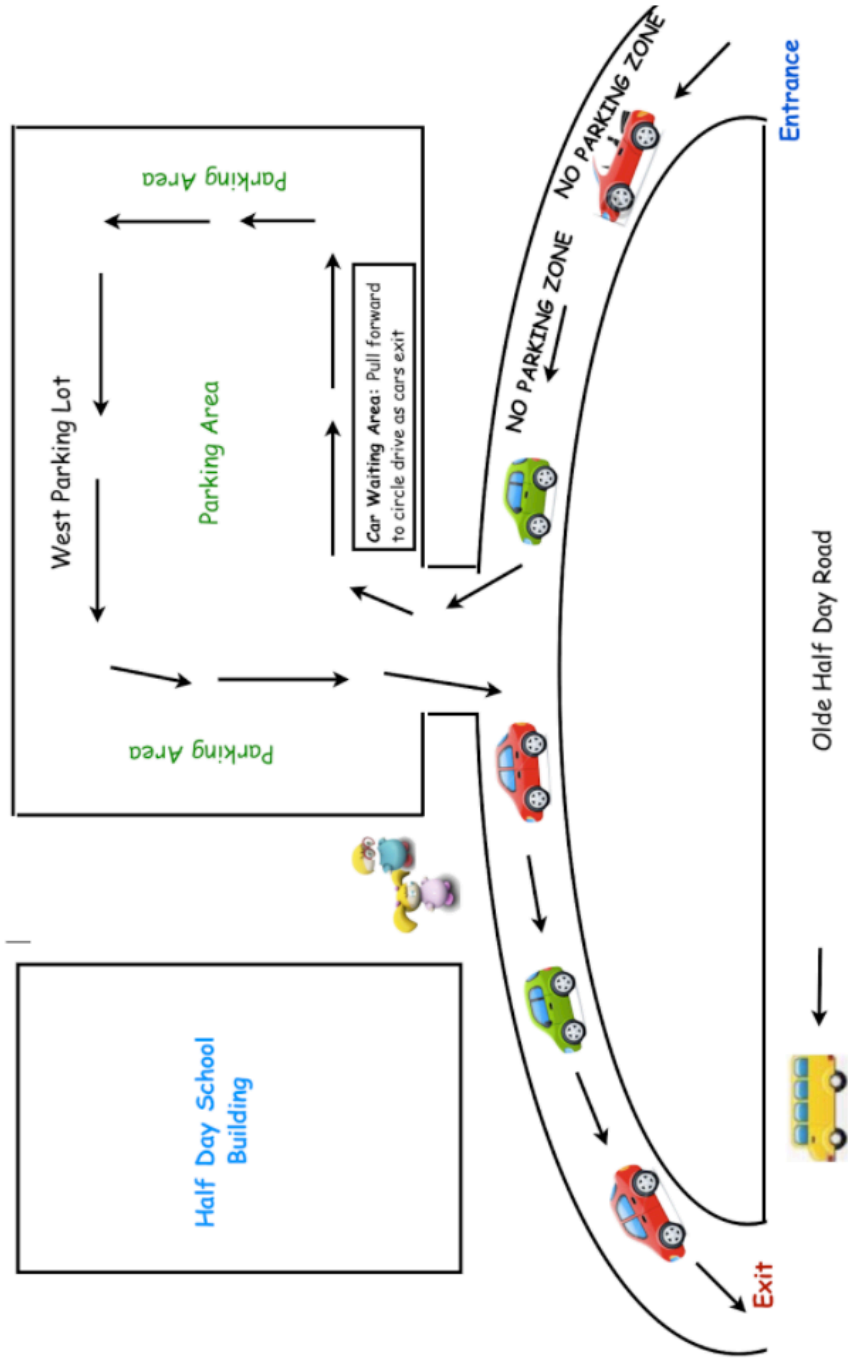 Entrance
NO PARKING ZONE
NO PARKING ZONE
Parking Area
West Parking Lot
Parking Area
Car Waiting Area: Pull forward
to circle drive as cars exit
Parking Area
Olde Half Day Road
Half Day School
Building
Exit